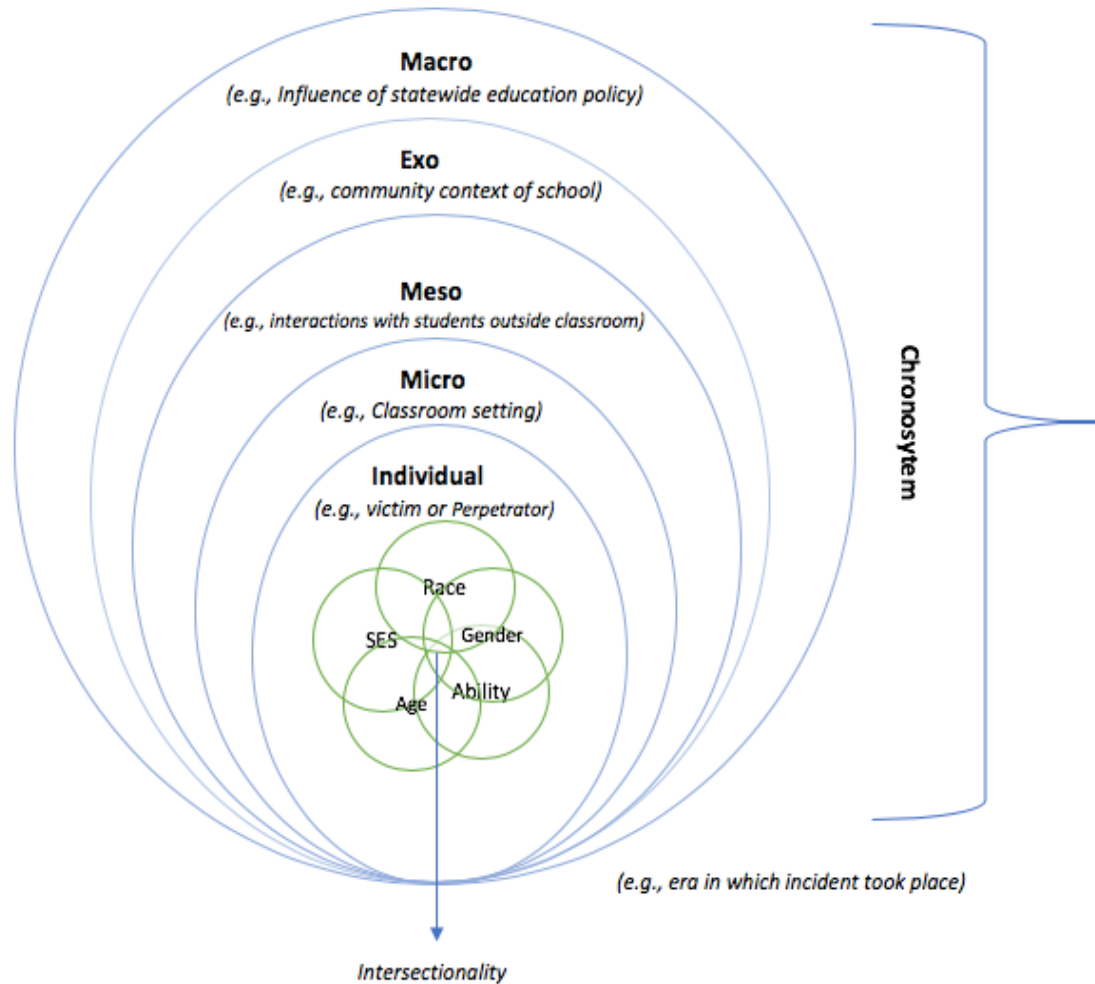 Macro
(e.g., Influence of statewide education policy)
Exo
(e.g., community context of school)
Meso
(e.g., interactions with students outside classroom)
Micro
(e.g., Classroom setting)
Individual
(e.g., victim or Perpetrator)
Race
SES
Gender
Age
Ability
Chronosytem
(e.g., era in which incident took place)
Intersectionality